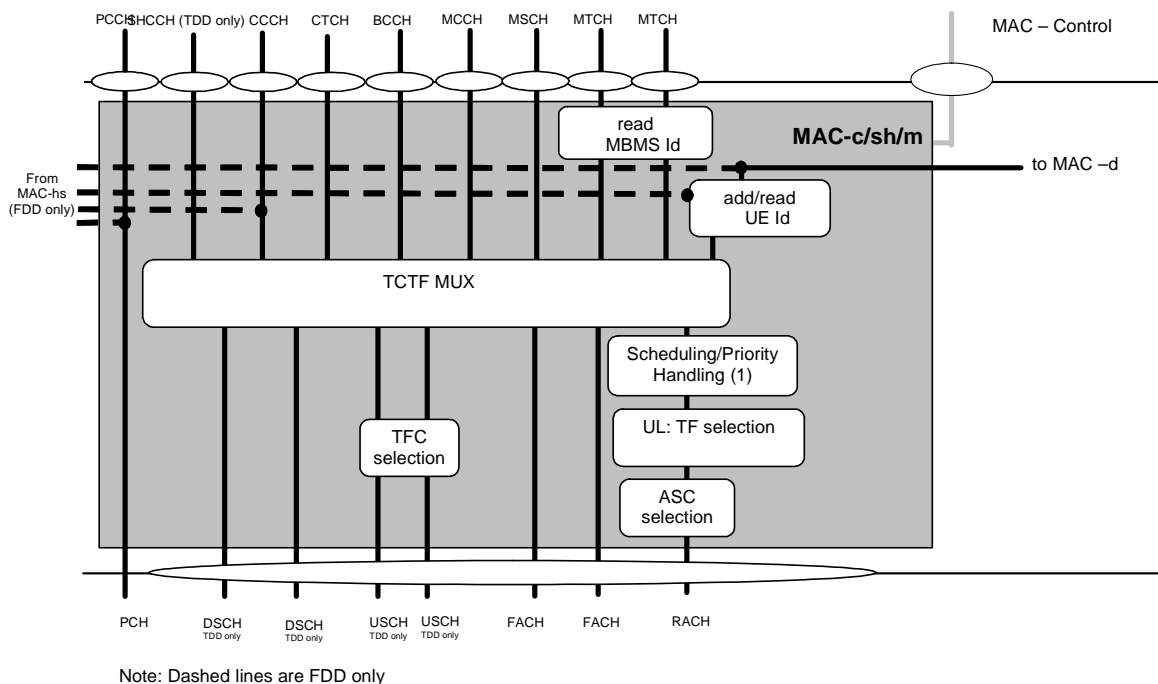 PCCH SHCCH (TDD only) CCCH CTCH BCCH MCCH MSCH MTCH MTCH
MAC – Control
read
MBMS Id
MAC-c/sh/m
From
MAC-hs
(FDD only)
to MAC –d
add/read
UE Id
TCTF MUX
Scheduling/Priority
Handling (1)
UL: TF selection
TFC
selection
ASC
selection
PCH DSCH DSCH USCH USCH FACH FACH RACH
TDD only TDD only TDD only TDD only
Note: Dashed lines are FDD only